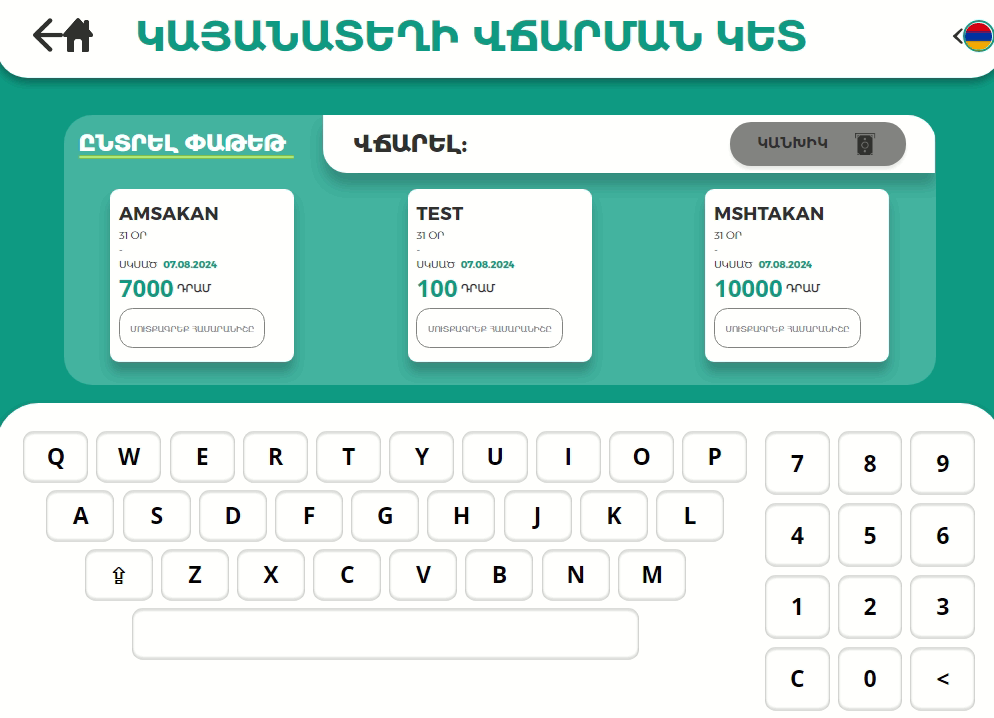 ԿԱՅԱՆԱՏԵՂԻ ՎՃԱՐՄԱՆ ԿԵՏ
<
ԸՆՏՐԵԼ ՓԱԹԵԹ
ՎՃԱՐԵԼ:
ԿԱՆԽԻԿ
AMSAKAN
31 ՕՐ
-
ՍԿՍԱԾ 07.08.2024
7000 ԴՐԱՄ
ՄՈՒՏՔԱԳՐԵՔ ՀԱՄԱՐԱՆԻՇԸ
TEST
31 ՕՐ
-
ՍԿՍԱԾ 07.08.2024
100 ԴՐԱՄ
ՄՈՒՏՔԱԳՐԵՔ ՀԱՄԱՐԱՆԻՇԸ
MSHTAKAN
31 ՕՐ
-
ՍԿՍԱԾ 07.08.2024
10000 ԴՐԱՄ
ՄՈՒՏՔԱԳՐԵՔ ՀԱՄԱՐԱՆԻՇԸ
Q W E R T Y U I O P
A S D F G H J K L
⇪ Z X C V B N M
7 8 9
4 5 6
1 2 3
C 0 <